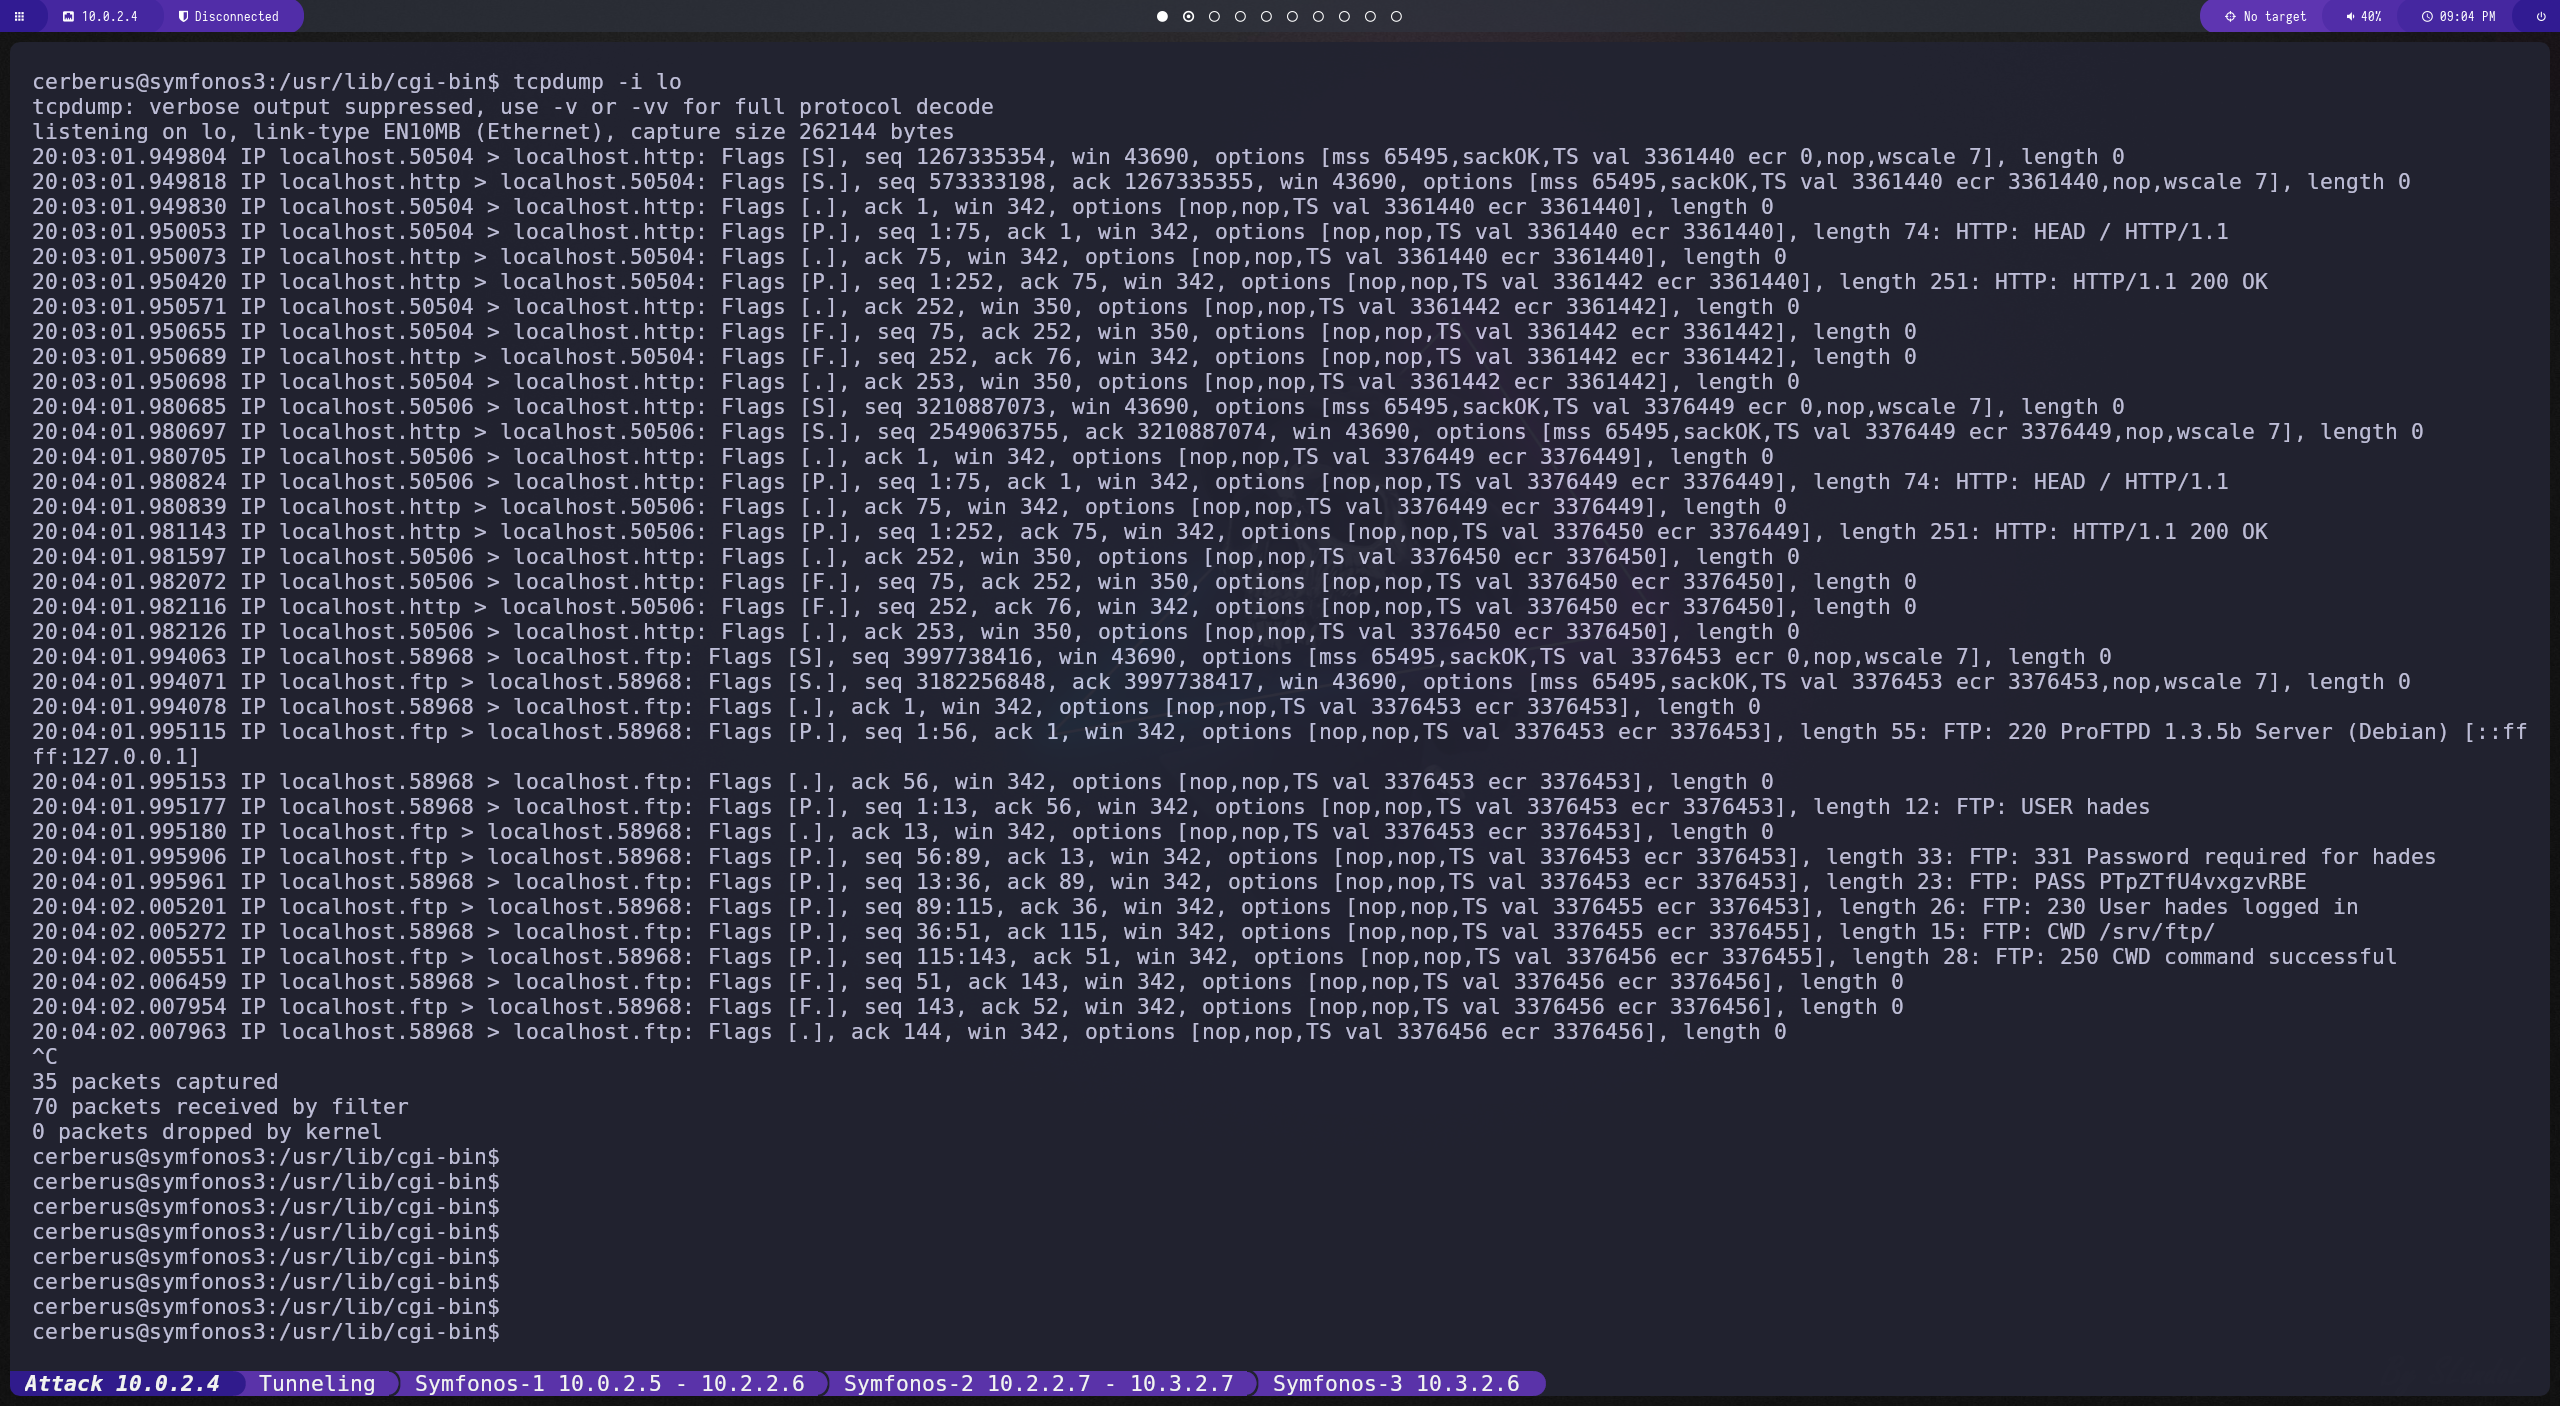 10.0.2.4 Disconnected No target 40% 09:04 PM
cerberus@symfonos3:/usr/lib/cgi-bin$ tcpdump -i lo
tcpdump: verbose output suppressed, use -v or -vv for full protocol decode
listening on lo, link-type EN10MB (Ethernet), capture size 262144 bytes
20:03:01.949804 IP localhost.50504 > localhost.http: Flags [S], seq 1267335354, win 43690, options [mss 65495,sackOK,TS val 3361440 ecr 0,nop,wscale 7], length 0
20:03:01.949818 IP localhost.http > localhost.50504: Flags [S.], seq 573333198, ack 1267335355, win 43690, options [mss 65495,sackOK,TS val 3361440 ecr 3361440,nop,wscale 7], length 0
20:03:01.949830 IP localhost.50504 > localhost.http: Flags [.], ack 1, win 342, options [nop,nop,TS val 3361440 ecr 3361440], length 0
20:03:01.950053 IP localhost.50504 > localhost.http: Flags [P.], seq 1:75, ack 1, win 342, options [nop,nop,TS val 3361440 ecr 3361440], length 74: HTTP: HEAD / HTTP/1.1
20:03:01.950073 IP localhost.http > localhost.50504: Flags [.], ack 75, win 342, options [nop,nop,TS val 3361440 ecr 3361440], length 0
20:03:01.950420 IP localhost.http > localhost.50504: Flags [P.], seq 1:252, ack 75, win 342, options [nop,nop,TS val 3361442 ecr 3361440], length 251: HTTP: HTTP/1.1 200 OK
20:03:01.950571 IP localhost.50504 > localhost.http: Flags [.], ack 252, win 350, options [nop,nop,TS val 3361442 ecr 3361442], length 0
20:03:01.950655 IP localhost.50504 > localhost.http: Flags [F.], seq 75, ack 252, win 350, options [nop,nop,TS val 3361442 ecr 3361442], length 0
20:03:01.950689 IP localhost.http > localhost.50504: Flags [F.], seq 252, ack 76, win 342, options [nop,nop,TS val 3361442 ecr 3361442], length 0
20:03:01.950698 IP localhost.50504 > localhost.http: Flags [.], ack 253, win 350, options [nop,nop,TS val 3361442 ecr 3361442], length 0
20:04:01.980685 IP localhost.50506 > localhost.http: Flags [S], seq 3210887073, win 43690, options [mss 65495,sackOK,TS val 3376449 ecr 0,nop,wscale 7], length 0
20:04:01.980697 IP localhost.http > localhost.50506: Flags [S.], seq 2549063755, ack 3210887074, win 43690, options [mss 65495,sackOK,TS val 3376449 ecr 3376449,nop,wscale 7], length 0
20:04:01.980705 IP localhost.50506 > localhost.http: Flags [.], ack 1, win 342, options [nop,nop,TS val 3376449 ecr 3376449], length 0
20:04:01.980824 IP localhost.50506 > localhost.http: Flags [P.], seq 1:75, ack 1, win 342, options [nop,nop,TS val 3376449 ecr 3376449], length 74: HTTP: HEAD / HTTP/1.1
20:04:01.980839 IP localhost.http > localhost.50506: Flags [.], ack 75, win 342, options [nop,nop,TS val 3376449 ecr 3376449], length 0
20:04:01.981143 IP localhost.http > localhost.50506: Flags [P.], seq 1:252, ack 75, win 342, options [nop,nop,TS val 3376450 ecr 3376449], length 251: HTTP: HTTP/1.1 200 OK
20:04:01.981597 IP localhost.50506 > localhost.http: Flags [.], ack 252, win 350, options [nop,nop,TS val 3376450 ecr 3376450], length 0
20:04:01.982072 IP localhost.50506 > localhost.http: Flags [F.], seq 75, ack 252, win 350, options [nop,nop,TS val 3376450 ecr 3376450], length 0
20:04:01.982116 IP localhost.http > localhost.50506: Flags [F.], seq 252, ack 76, win 342, options [nop,nop,TS val 3376450 ecr 3376450], length 0
20:04:01.982126 IP localhost.50506 > localhost.http: Flags [.], ack 253, win 350, options [nop,nop,TS val 3376450 ecr 3376450], length 0
20:04:01.994063 IP localhost.58968 > localhost.ftp: Flags [S], seq 3997738416, win 43690, options [mss 65495,sackOK,TS val 3376453 ecr 0,nop,wscale 7], length 0
20:04:01.994071 IP localhost.ftp > localhost.58968: Flags [S.], seq 3182256848, ack 3997738417, win 43690, options [mss 65495,sackOK,TS val 3376453 ecr 3376453,nop,wscale 7], length 0
20:04:01.994078 IP localhost.58968 > localhost.ftp: Flags [.], ack 1, win 342, options [nop,nop,TS val 3376453 ecr 3376453], length 0
20:04:01.995115 IP localhost.ftp > localhost.58968: Flags [P.], seq 1:56, ack 1, win 342, options [nop,nop,TS val 3376453 ecr 3376453], length 55: FTP: 220 ProFTPD 1.3.5b Server (Debian) [::ff
ff:127.0.0.1]
20:04:01.995153 IP localhost.58968 > localhost.ftp: Flags [.], ack 56, win 342, options [nop,nop,TS val 3376453 ecr 3376453], length 0
20:04:01.995177 IP localhost.58968 > localhost.ftp: Flags [P.], seq 1:13, ack 56, win 342, options [nop,nop,TS val 3376453 ecr 3376453], length 12: FTP: USER hades
20:04:01.995180 IP localhost.ftp > localhost.58968: Flags [.], ack 13, win 342, options [nop,nop,TS val 3376453 ecr 3376453], length 0
20:04:01.995906 IP localhost.ftp > localhost.58968: Flags [P.], seq 56:89, ack 13, win 342, options [nop,nop,TS val 3376453 ecr 3376453], length 33: FTP: 331 Password required for hades
20:04:01.995961 IP localhost.58968 > localhost.ftp: Flags [P.], seq 13:36, ack 89, win 342, options [nop,nop,TS val 3376453 ecr 3376453], length 23: FTP: PASS PTpZTfU4vxgzvRBE
20:04:02.005201 IP localhost.ftp > localhost.58968: Flags [P.], seq 89:115, ack 36, win 342, options [nop,nop,TS val 3376455 ecr 3376453], length 26: FTP: 230 User hades logged in
20:04:02.005272 IP localhost.58968 > localhost.ftp: Flags [P.], seq 36:51, ack 115, win 342, options [nop,nop,TS val 3376455 ecr 3376455], length 15: FTP: CWD /srv/ftp/
20:04:02.005551 IP localhost.ftp > localhost.58968: Flags [P.], seq 115:143, ack 51, win 342, options [nop,nop,TS val 3376456 ecr 3376455], length 28: FTP: 250 CWD command successful
20:04:02.006459 IP localhost.58968 > localhost.ftp: Flags [F.], seq 51, ack 143, win 342, options [nop,nop,TS val 3376456 ecr 3376456], length 0
20:04:02.007954 IP localhost.ftp > localhost.58968: Flags [F.], seq 143, ack 52, win 342, options [nop,nop,TS val 3376456 ecr 3376456], length 0
20:04:02.007963 IP localhost.58968 > localhost.ftp: Flags [.], ack 144, win 342, options [nop,nop,TS val 3376456 ecr 3376456], length 0
^C
35 packets captured
70 packets received by filter
0 packets dropped by kernel
cerberus@symfonos3:/usr/lib/cgi-bin$
cerberus@symfonos3:/usr/lib/cgi-bin$
cerberus@symfonos3:/usr/lib/cgi-bin$
cerberus@symfonos3:/usr/lib/cgi-bin$
cerberus@symfonos3:/usr/lib/cgi-bin$
cerberus@symfonos3:/usr/lib/cgi-bin$
cerberus@symfonos3:/usr/lib/cgi-bin$
cerberus@symfonos3:/usr/lib/cgi-bin$
Attack 10.0.2.4 Tunneling Symfonos-1 10.0.2.5 - 10.2.2.6 Symfonos-2 10.2.2.7 - 10.3.2.7 Symfonos-3 10.3.2.6